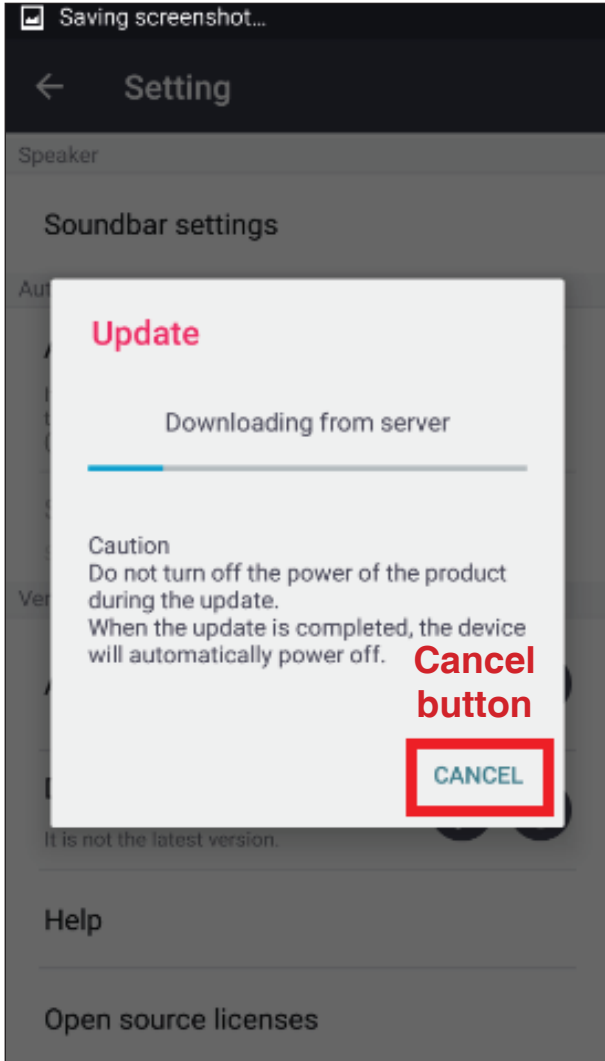 Saving screenshot...
Setting
Speaker
Soundbar settings
Aut
Update
Downloading from server
Caution
Do not turn off the power of the product
during the update.
When the update is completed, the device
will automatically power off.
Ver
Cancel
button
CANCEL
It is not the latest version.
Help
Open source licenses